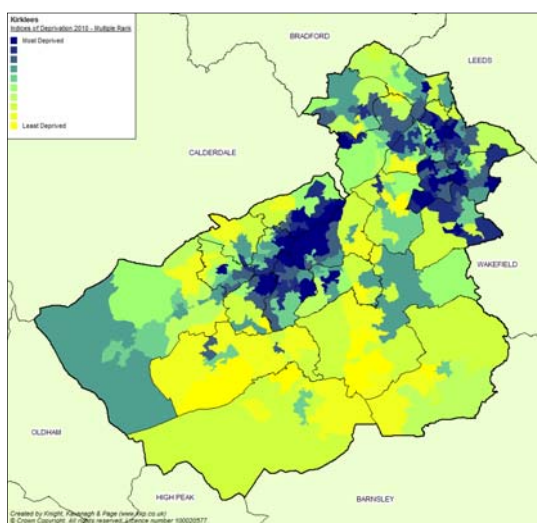 Kirklees
Indices of Deprivation 2010 - Multiple Rank
Most Deprived
Least Deprived
BRADFORD
LEEDS
CALDERDALE
WAKEFIELD
OLDHAM
HIGH PEAK
BARNSLEY
Created by Knight, Kavanagh & Page (www.kkp.co.uk)
© Crown Copyright. All rights reserved. Licence number 100020577